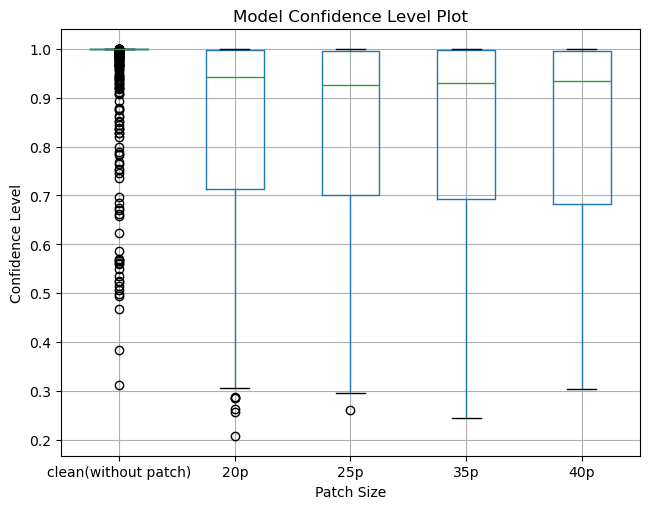 Model Confidence Level Plot
1.0
0.9
0.8
0.7
0.6
0.5
0.4
0.3
0.2
Confidence Level
clean(without patch) 20p 25p 35p 40p
Patch Size